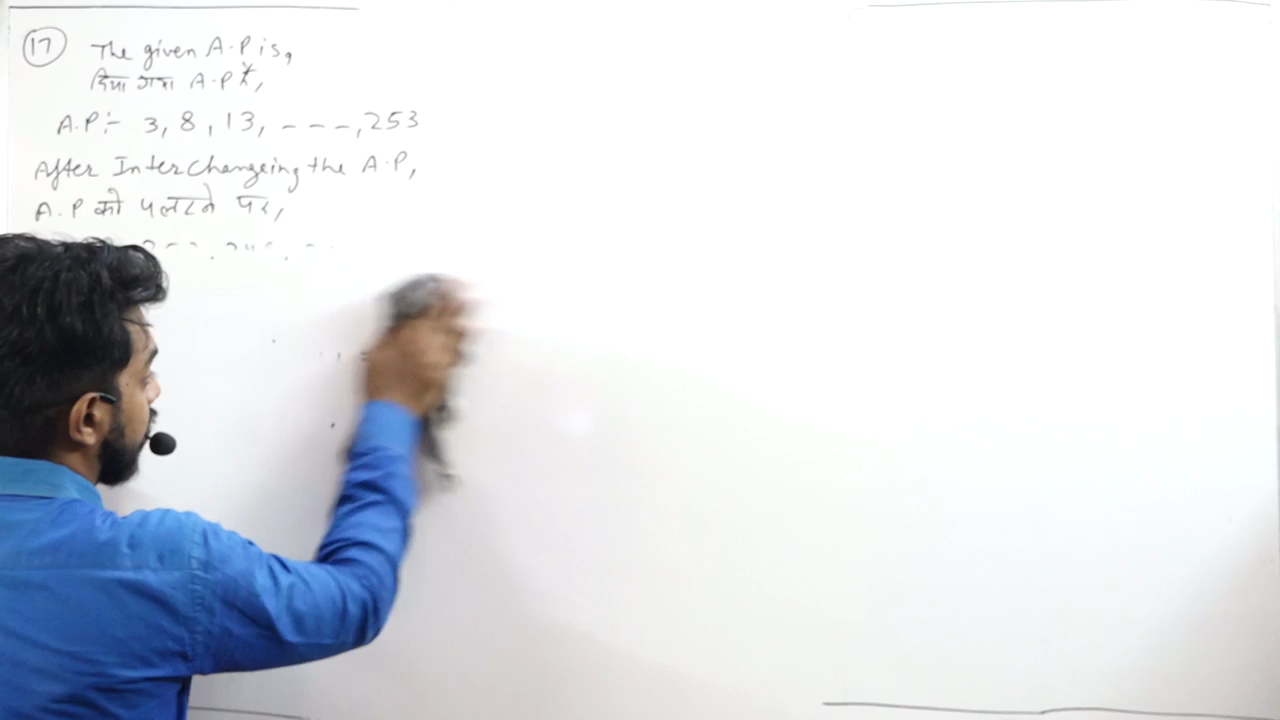 17 The given A.P is,
दिया गया A.P है,
A.P:- 3, 8, 13, - - - -, 253
After Interchangeing the A.P,
A.P को पलटने पर,